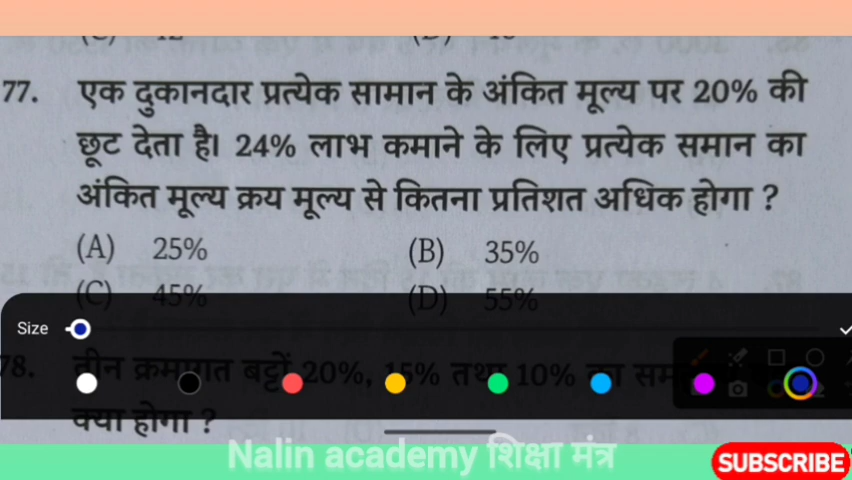 77. एक दुकानदार प्रत्येक सामान के अंकित मूल्य पर 20% की
छूट देता है। 24% लाभ कमाने के लिए प्रत्येक समान का
अंकित मूल्य क्रय मूल्य से कितना प्रतिशत अधिक होगा ?
(A) 25% (B) 35%
(C) 45% (D) 55%
Size
78. तीन क्रमागत बट्टों 20%, 15% तथा 10% का
क्या होगा ?
Nalin academy शिक्षा मंत्र
SUBSCRIBE